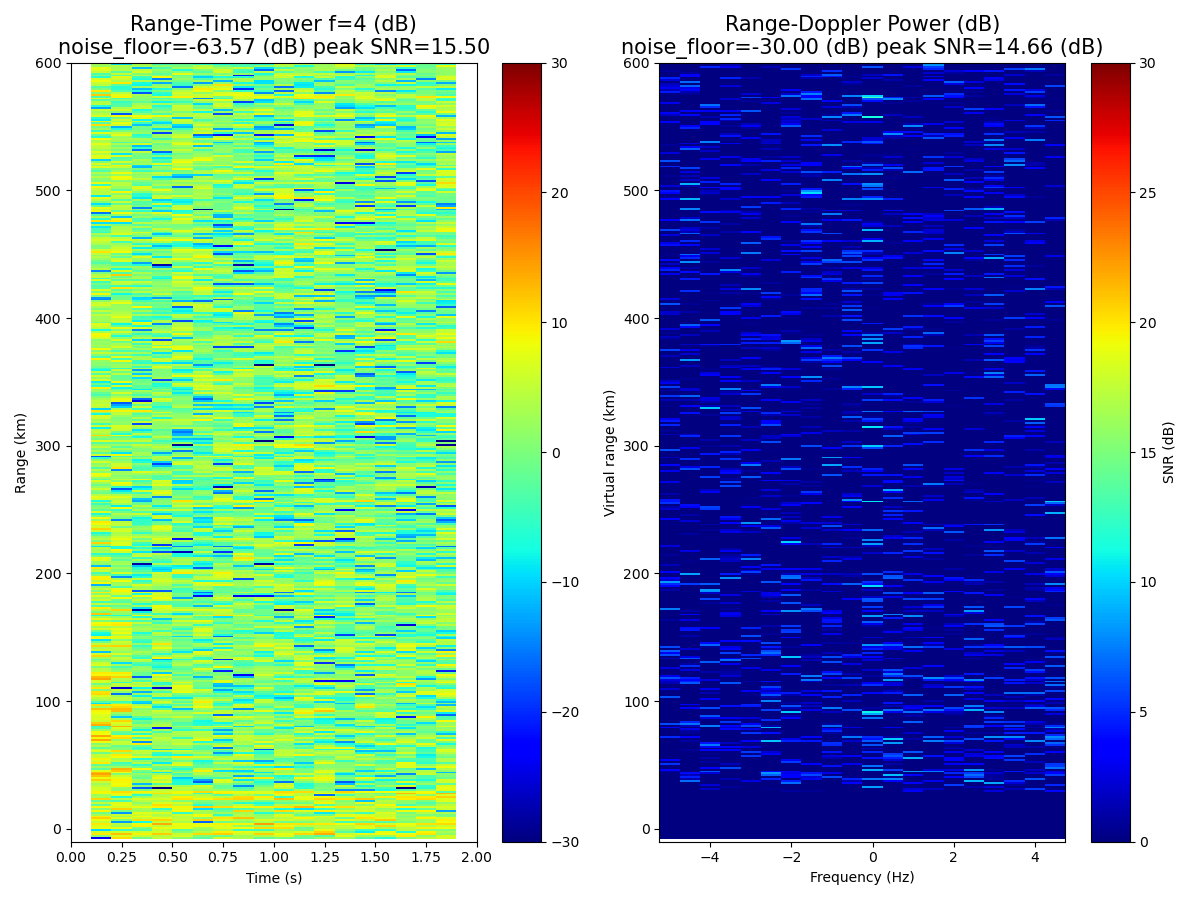 Range-Time Power f=4 (dB)
noise_floor=-63.57 (dB) peak SNR=15.50
600
500
400
300
200
100
0
Range (km)
0.00 0.25 0.50 0.75 1.00 1.25 1.50 1.75 2.00
Time (s)
30
20
10
0
−10
−20
−30
Range-Doppler Power (dB)
noise_floor=-30.00 (dB) peak SNR=14.66 (dB)
600
500
400
300
200
100
0
Virtual range (km)
−4 −2 0 2 4
Frequency (Hz)
30
25
20
15
10
5
0
SNR (dB)